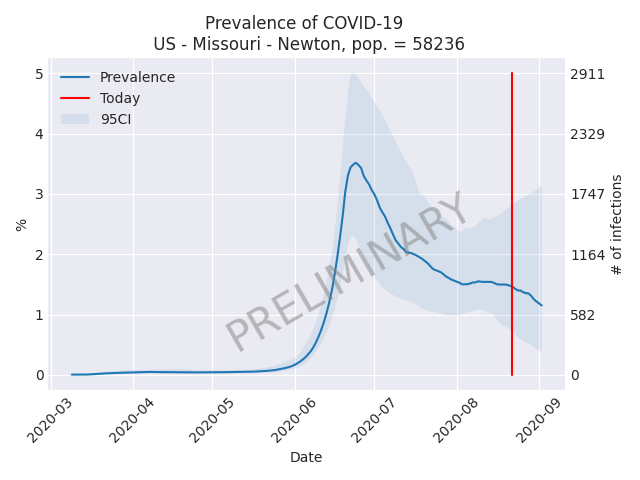 Prevalence of COVID-19
US - Missouri - Newton, pop. = 58236
Prevalence
Today
95CI
PRELIMINARY
%
5
4
3
2
1
0
2911
2329
1747
1164
582
0
# of infections
2020-03
2020-04
2020-05
2020-06
2020-07
2020-08
2020-09
Date